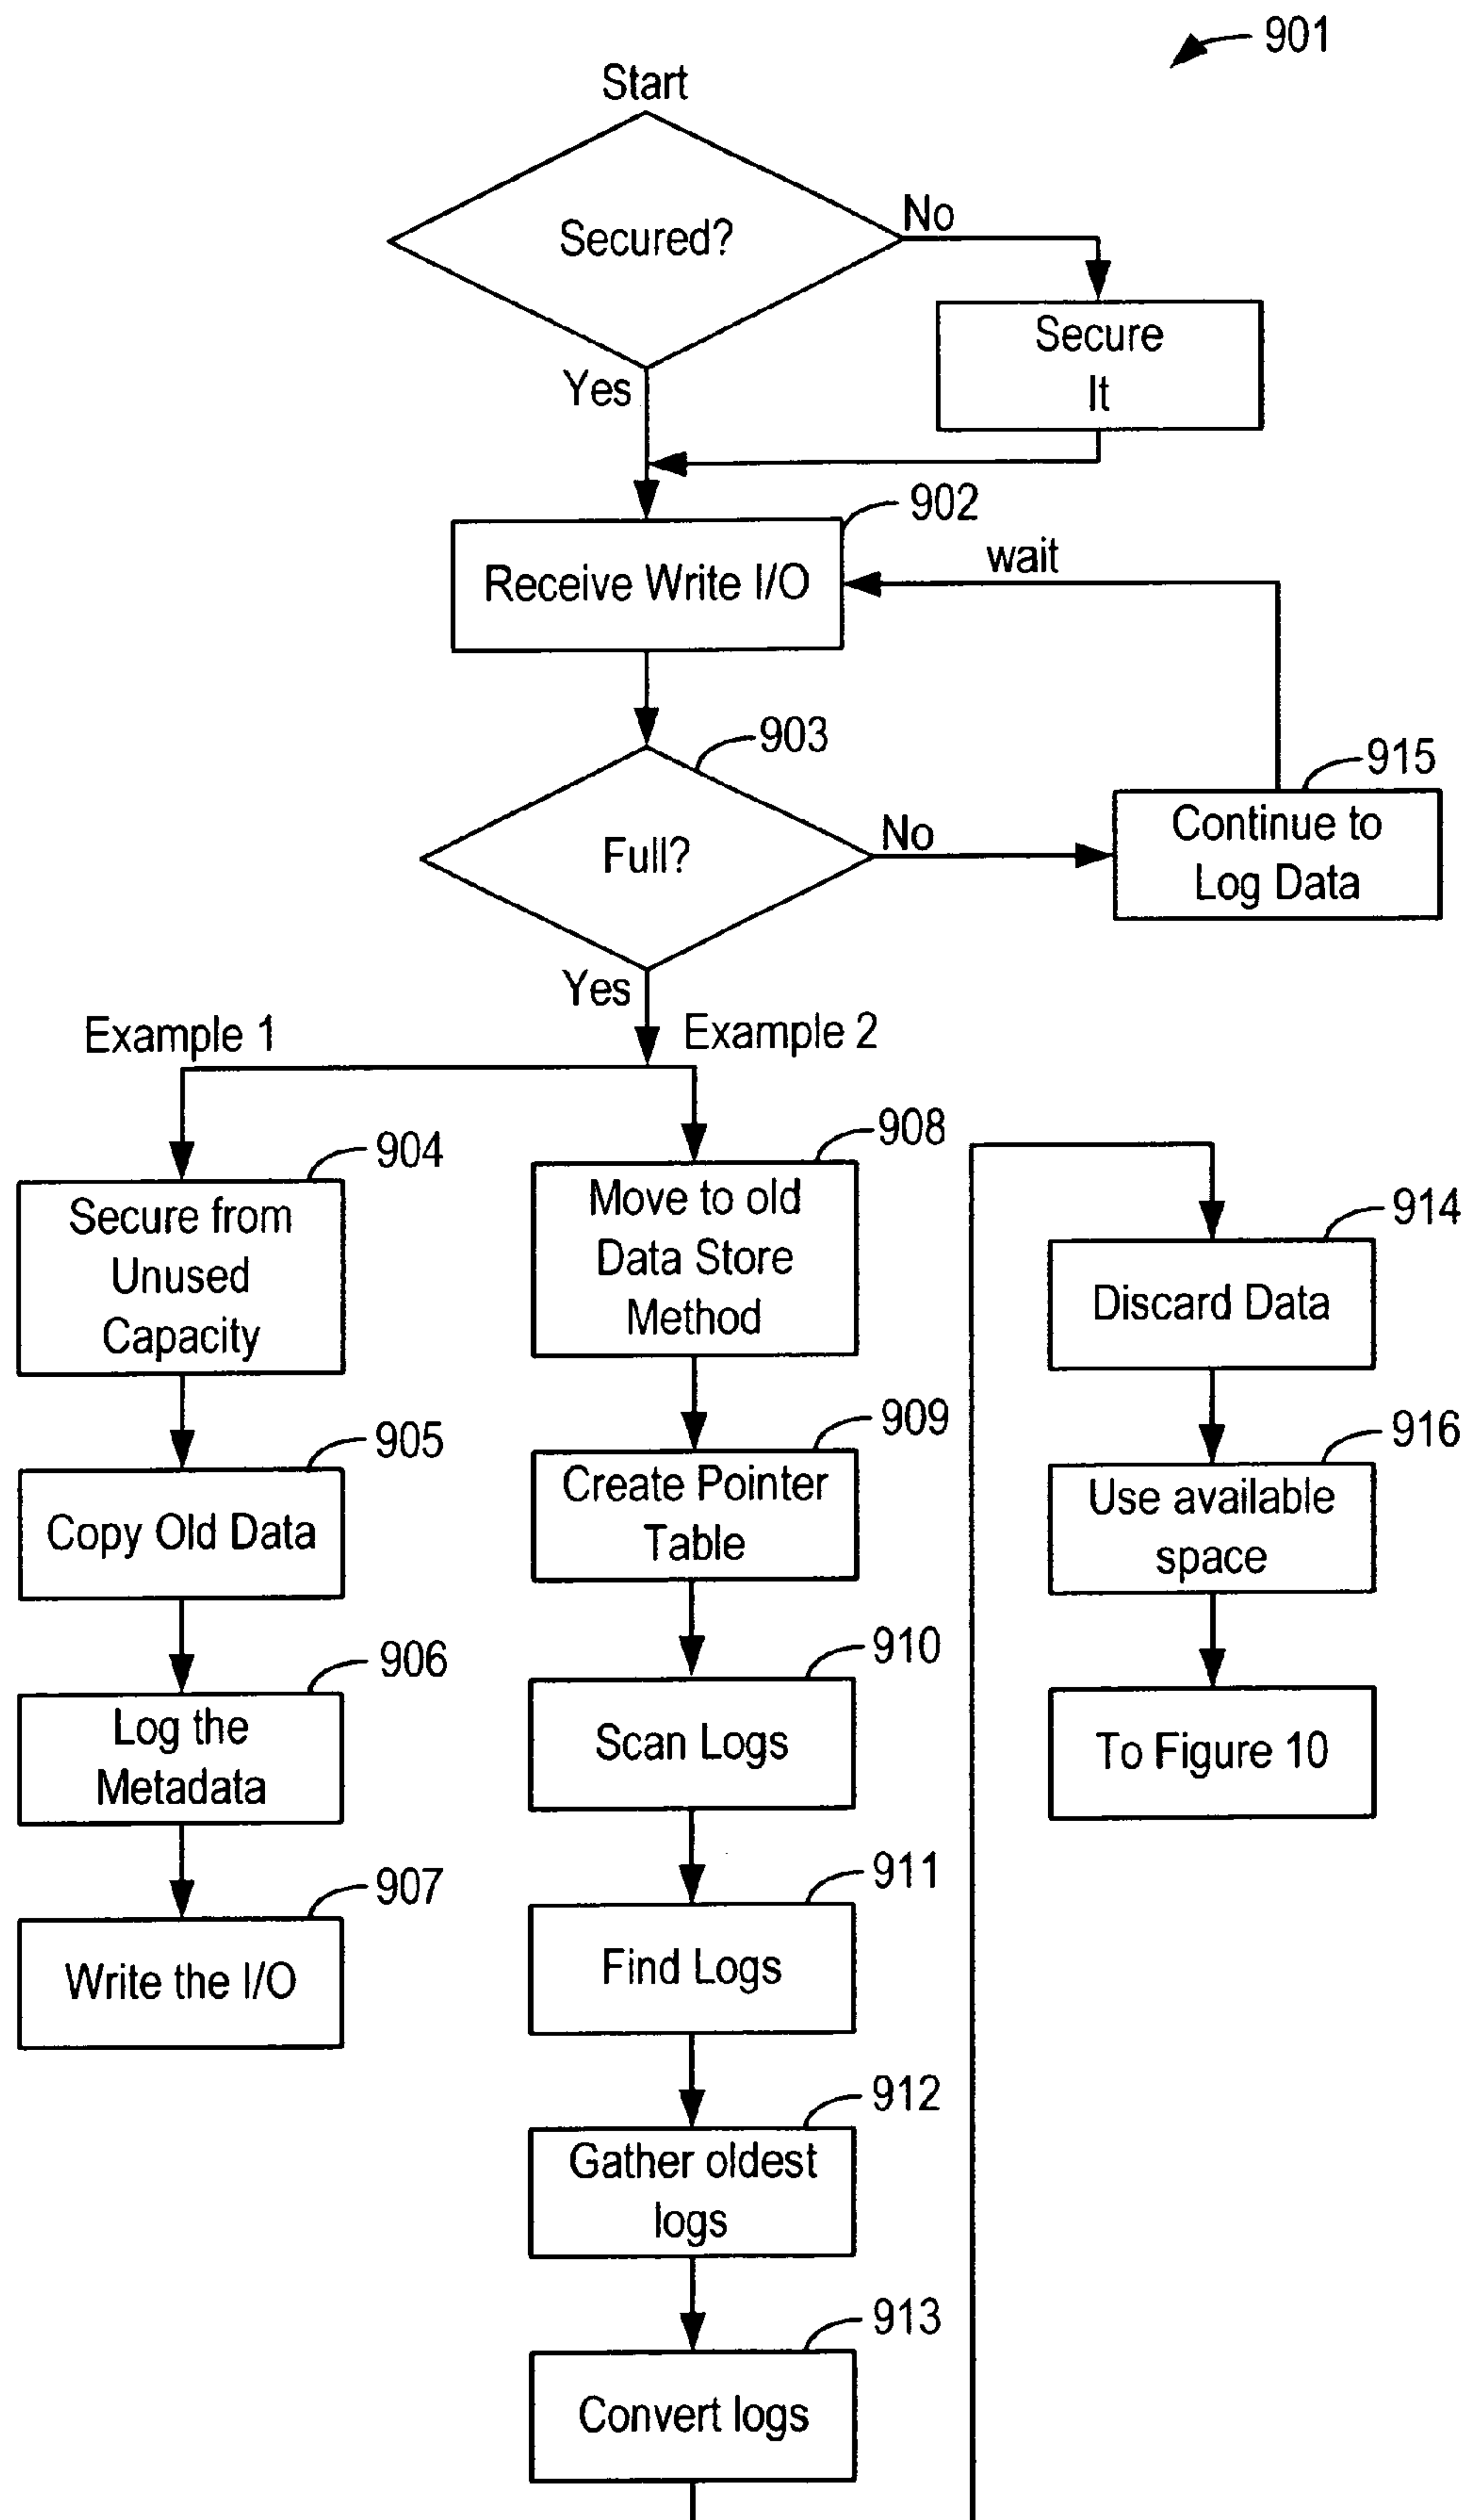 901
Start
Secured?
No
Secure
It
Yes
902
Receive Write I/O
wait
903
Full?
No
915
Continue to
Log Data
Yes
Example 1
Example 2
904
Secure from
Unused
Capacity
905
Copy Old Data
906
Log the
Metadata
907
Write the I/O
908
Move to old
Data Store
Method
909
Create Pointer
Table
910
Scan Logs
911
Find Logs
912
Gather oldest
logs
913
Convert logs
914
Discard Data
916
Use available
space
To Figure 10